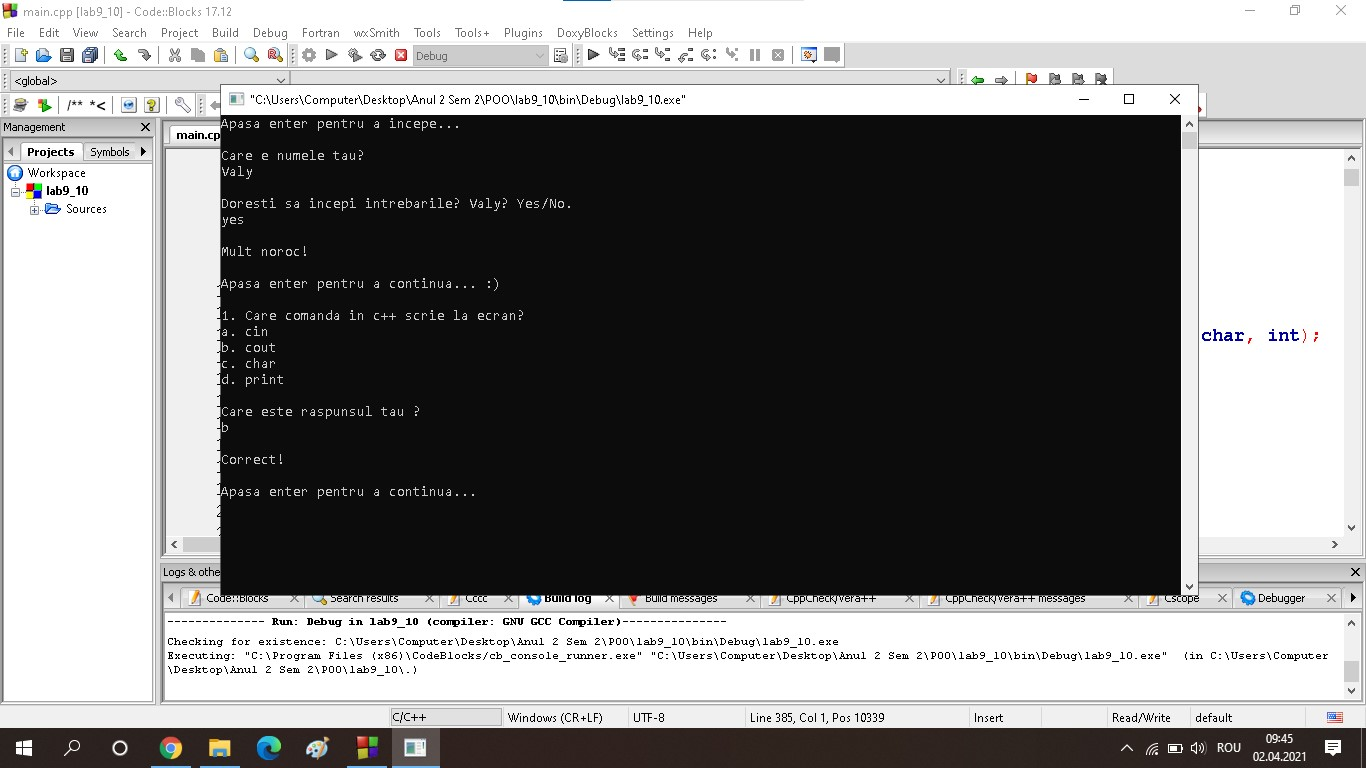 main.cpp [lab9_10] - Code::Blocks 17.12
File Edit View Search Project Build Debug Fortran wxSmith Tools Tools+ Plugins DoxyBlocks Settings Help
Debug
<global>
/** *<
Management
Projects Symbols
Workspace
lab9_10
Sources
main.cp
"C:\Users\Computer\Desktop\Anul 2 Sem 2\POO\lab9_10\bin\Debug\lab9_10.exe"
Apasa enter pentru a incepe...
Care e numele tau?
Valy
Doresti sa incepi intrebarile? Valy? Yes/No.
yes
Mult noroc!
Apasa enter pentru a continua... :)
1. Care comanda in c++ scrie la ecran?
a. cin
b. cout
c. char
d. print
Care este raspunsul tau ?
b
Correct!
Apasa enter pentru a continua...
char, int);
Logs & othe
Code::Blocks Search results Cccc Build log Build messages CppCheck/Vera++ CppCheck/Vera++ messages Cscope Debugger
-------------- Run: Debug in lab9_10 (compiler: GNU GCC Compiler)---------------
Checking for existence: C:\Users\Computer\Desktop\Anul 2 Sem 2\POO\lab9_10\bin\Debug\lab9_10.exe
Executing: "C:\Program Files (x86)\CodeBlocks/cb_console_runner.exe" "C:\Users\Computer\Desktop\Anul 2 Sem 2\POO\lab9_10\bin\Debug\lab9_10.exe"  (in C:\Users\Computer
\Desktop\Anul 2 Sem 2\POO\lab9_10\.)
C/C++ Windows (CR+LF) UTF-8 Line 385, Col 1, Pos 10339 Insert Read/Write default
ROU
09:45
02.04.2021